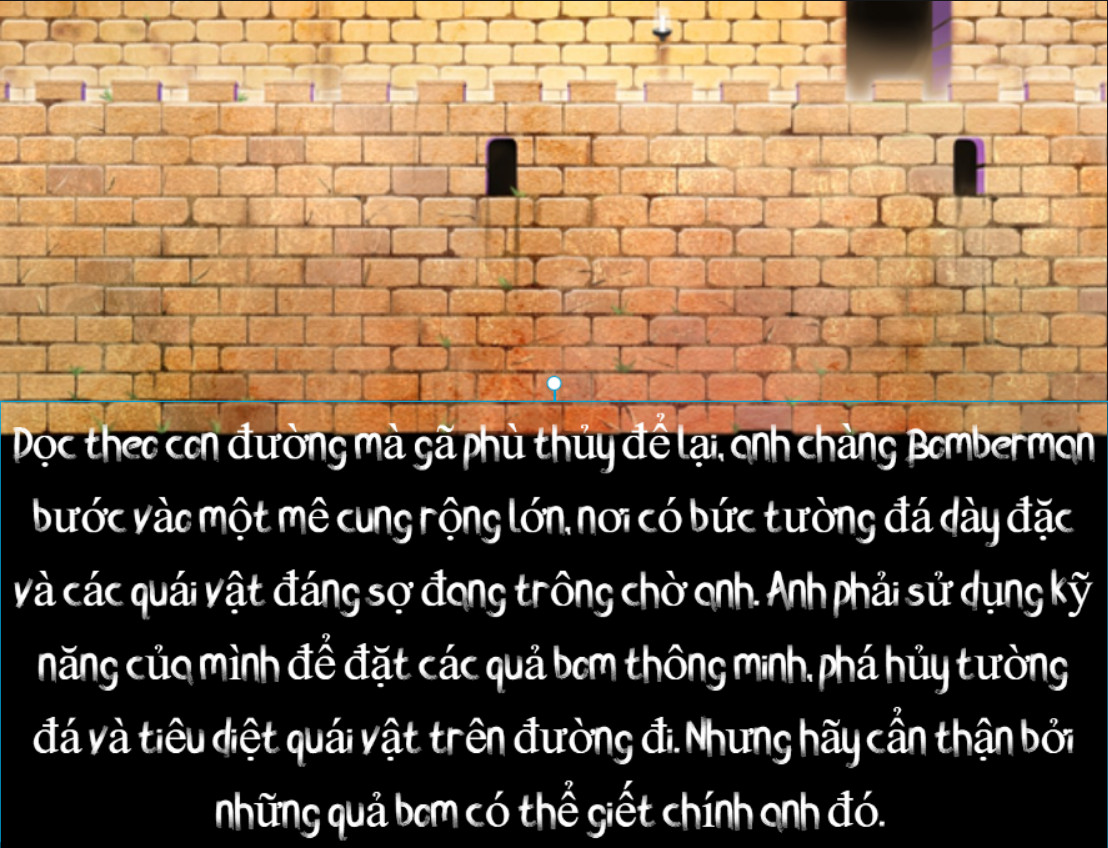 Dọc theo con đường mà gã phù thủy để lại, anh chàng Bomberman
bước vào một mê cung rộng lớn, nơi có bức tường đá dày đặc
và các quái vật đáng sợ đang trông chờ anh. Anh phải sử dụng kỹ
năng của mình để đặt các quả bom thông minh, phá hủy tường
đá và tiêu diệt quái vật trên đường đi. Nhưng hãy cẩn thận bởi
những quả bom có thể giết chính anh đó.